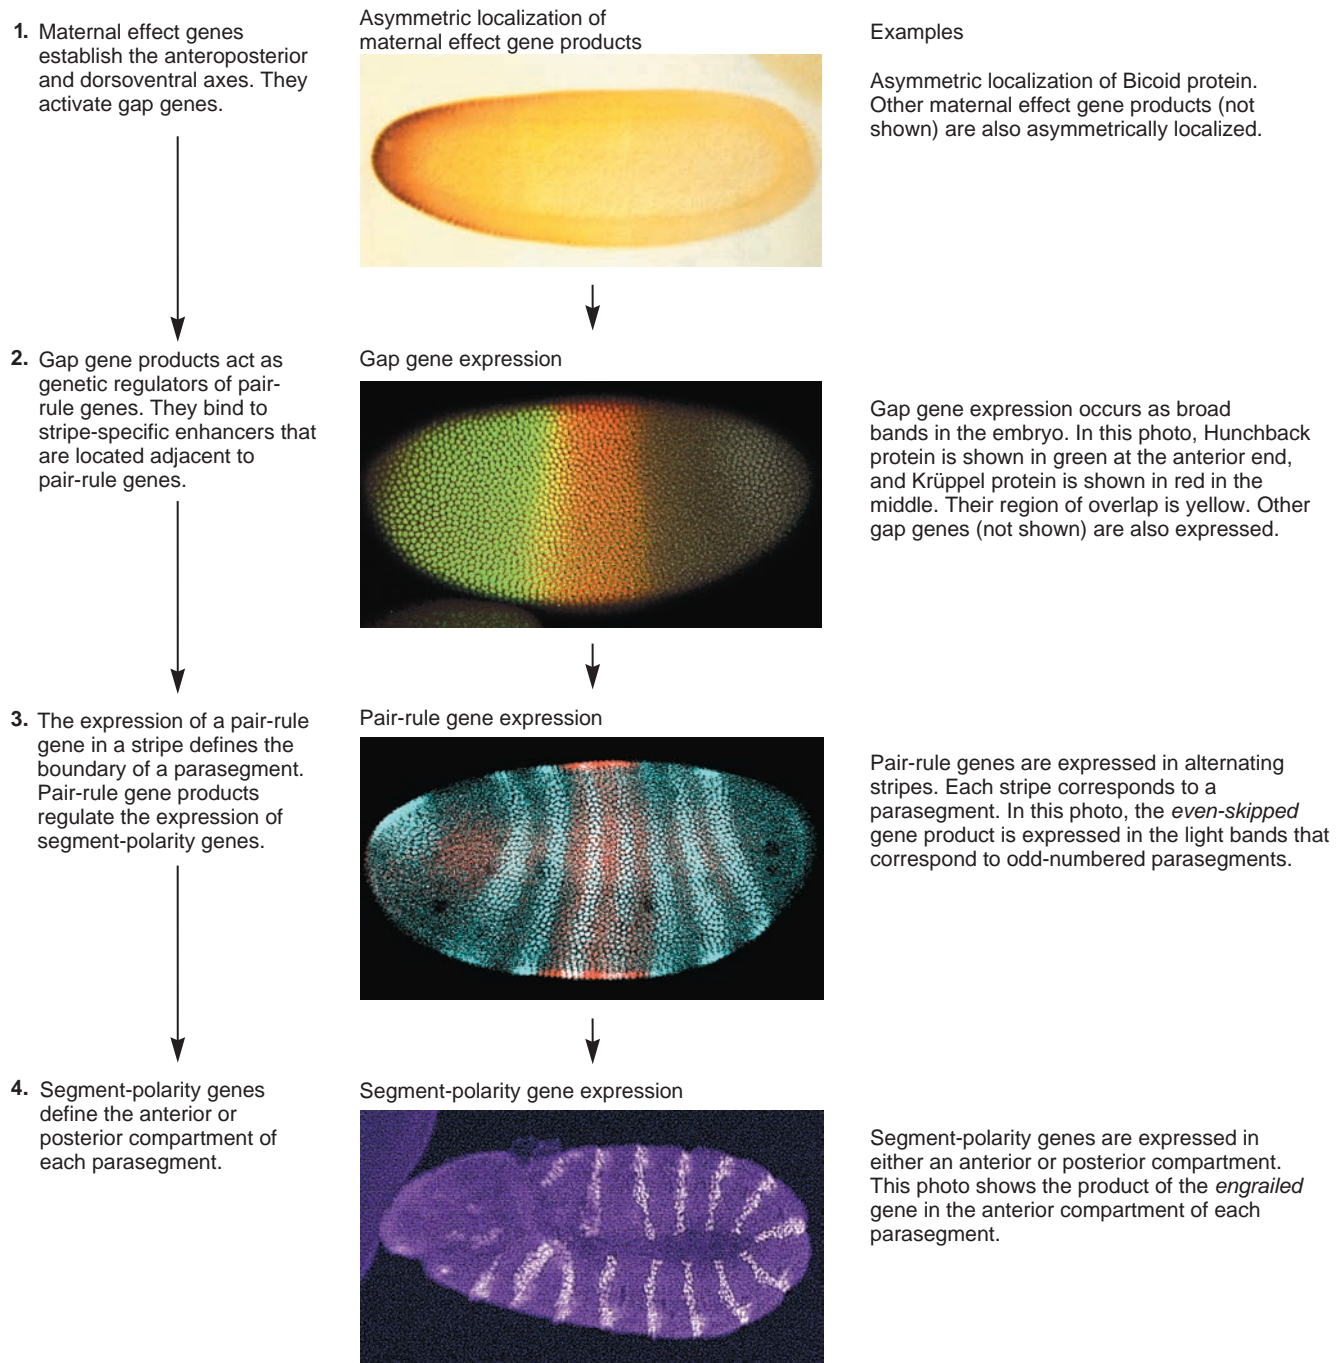 1. Maternal effect genes
establish the anteroposterior
and dorsoventral axes. They
activate gap genes.
Asymmetric localization of
maternal effect gene products
Examples
Asymmetric localization of Bicoid protein.
Other maternal effect gene products (not
shown) are also asymmetrically localized.
2. Gap gene products act as
genetic regulators of pair-
rule genes. They bind to
stripe-specific enhancers that
are located adjacent to
pair-rule genes.
Gap gene expression
Gap gene expression occurs as broad
bands in the embryo. In this photo, Hunchback
protein is shown in green at the anterior end,
and Krüppel protein is shown in red in the
middle. Their region of overlap is yellow. Other
gap genes (not shown) are also expressed.
3. The expression of a pair-rule
gene in a stripe defines the
boundary of a parasegment.
Pair-rule gene products
regulate the expression of
segment-polarity genes.
Pair-rule gene expression
Pair-rule genes are expressed in alternating
stripes. Each stripe corresponds to a
parasegment. In this photo, the even-skipped
gene product is expressed in the light bands that
correspond to odd-numbered parasegments.
4. Segment-polarity genes
define the anterior or
posterior compartment of
each parasegment.
Segment-polarity gene expression
Segment-polarity genes are expressed in
either an anterior or posterior compartment.
This photo shows the product of the engrailed
gene in the anterior compartment of each
parasegment.